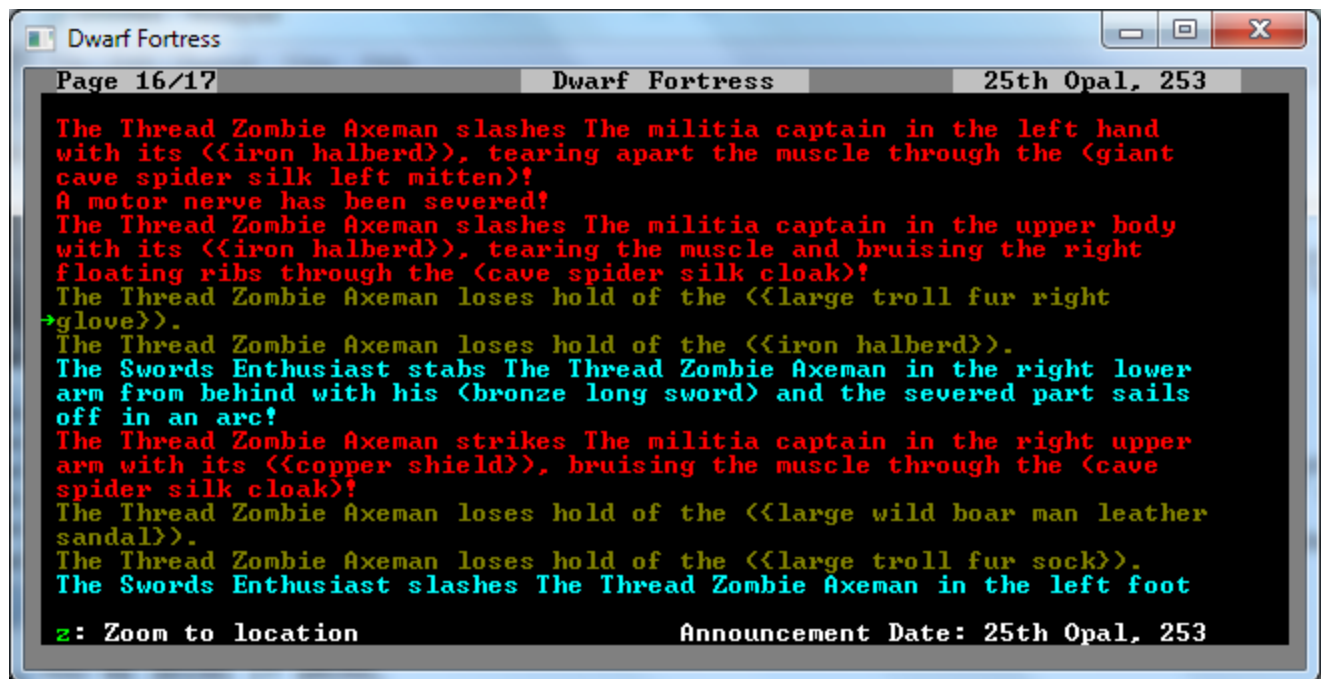 Dwarf Fortress
Page 16/17 Dwarf Fortress 25th Opal, 253
The Thread Zombie Axeman slashes The militia captain in the left hand
with its ({iron halberd}), tearing apart the muscle through the (giant
cave spider silk left mitten)!
A motor nerve has been severed!
The Thread Zombie Axeman slashes The militia captain in the upper body
with its ({iron halberd}), tearing the muscle and bruising the right
floating ribs through the (cave spider silk cloak)!
The Thread Zombie Axeman loses hold of the ({large troll fur right
→glove}).
The Thread Zombie Axeman loses hold of the ({iron halberd}).
The Swords Enthusiast stabs The Thread Zombie Axeman in the right lower
arm from behind with his (bronze long sword) and the severed part sails
off in an arc!
The Thread Zombie Axeman strikes The militia captain in the right upper
arm with its ({copper shield}), bruising the muscle through the (cave
spider silk cloak)!
The Thread Zombie Axeman loses hold of the ({large wild boar man leather
sandal}).
The Thread Zombie Axeman loses hold of the ({large troll fur sock}).
The Swords Enthusiast slashes The Thread Zombie Axeman in the left foot
z: Zoom to location Announcement Date: 25th Opal, 253